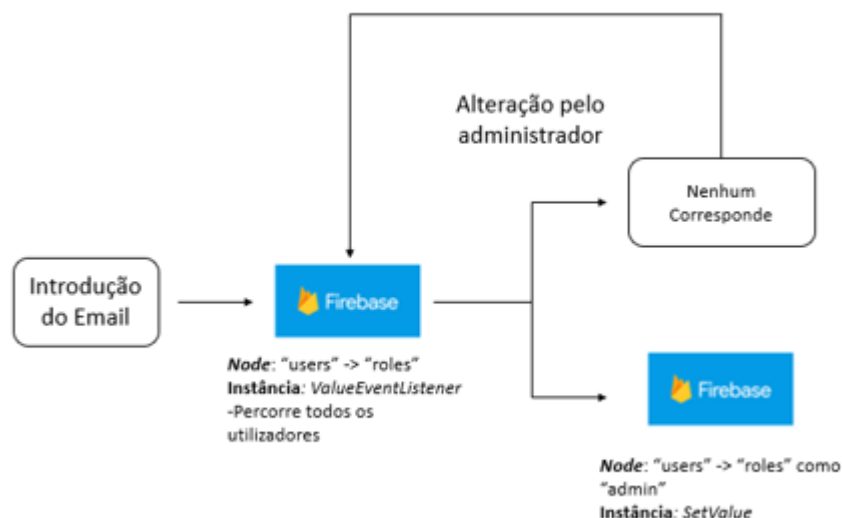 Alteração pelo
administrador
Nenhum
Corresponde
Introdução
do Email
Firebase
Node: “users” -> “roles”
Instância: ValueEventListener
-Percorre todos os
utilizadores
Firebase
Node: “users” -> “roles” como
“admin”
Instância: SetValue